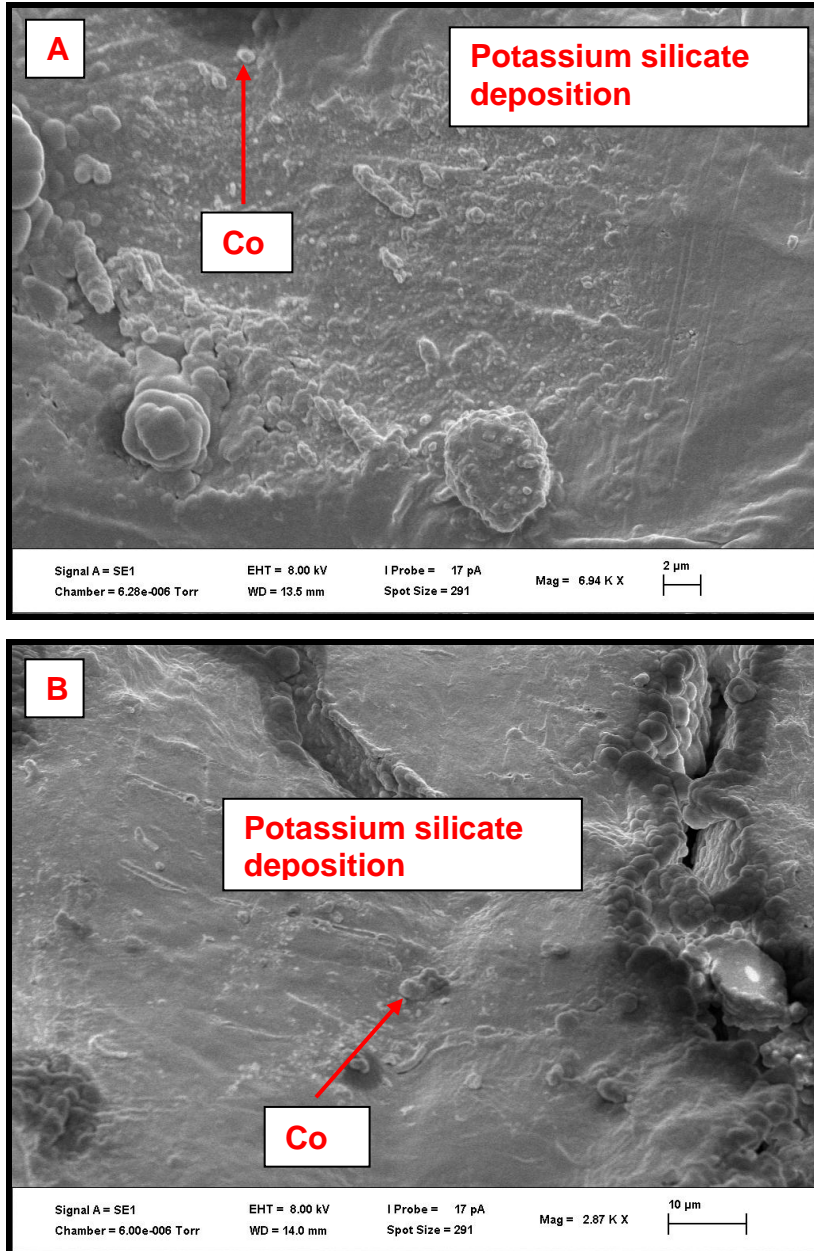 A
Potassium silicate
deposition
Co
Signal A = SE1 EHT = 8.00 kV I Probe = 17 pA Mag = 6.94 K X 2 µm
Chamber = 6.28e-006 Torr WD = 13.5 mm Spot Size = 291
B
Potassium silicate
deposition
Co
Signal A = SE1 EHT = 8.00 kV I Probe = 17 pA Mag = 2.87 K X 10 µm
Chamber = 6.00e-006 Torr WD = 14.0 mm Spot Size = 291